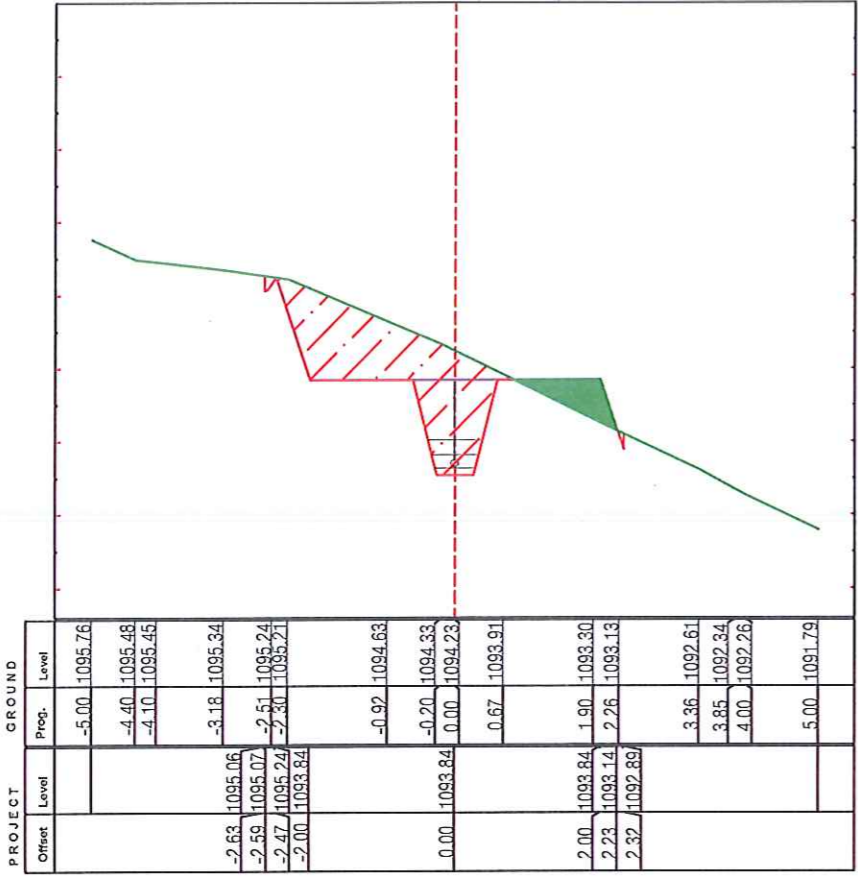 GROUND
Level 1095.76 1095.48 1095.45 1095.34 1095.24 1095.21 1094.63 1094.33 1094.23 1093.91 1093.30 1093.13 1092.61 1092.34 1092.26 1091.79
Prog. -5.00 -4.40 -4.10 -3.18 -2.51 -2.30 -0.92 -0.20 0.00 0.67 1.90 2.26 3.36 3.85 4.00 5.00
PROJECT
Level 1095.06 1095.07 1095.24 1093.84 1093.84 1093.84 1093.14 1092.89
Offset -2.63 -2.59 -2.47 -2.00 0.00 2.00 2.23 2.32